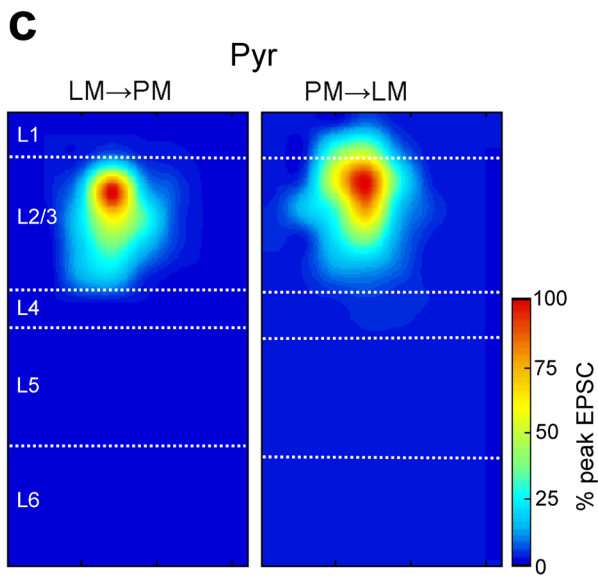 c
Pyr
LM→PM
PM→LM
L1
L2/3
L4
L5
L6
100
75
50
25
0
% peak EPSC